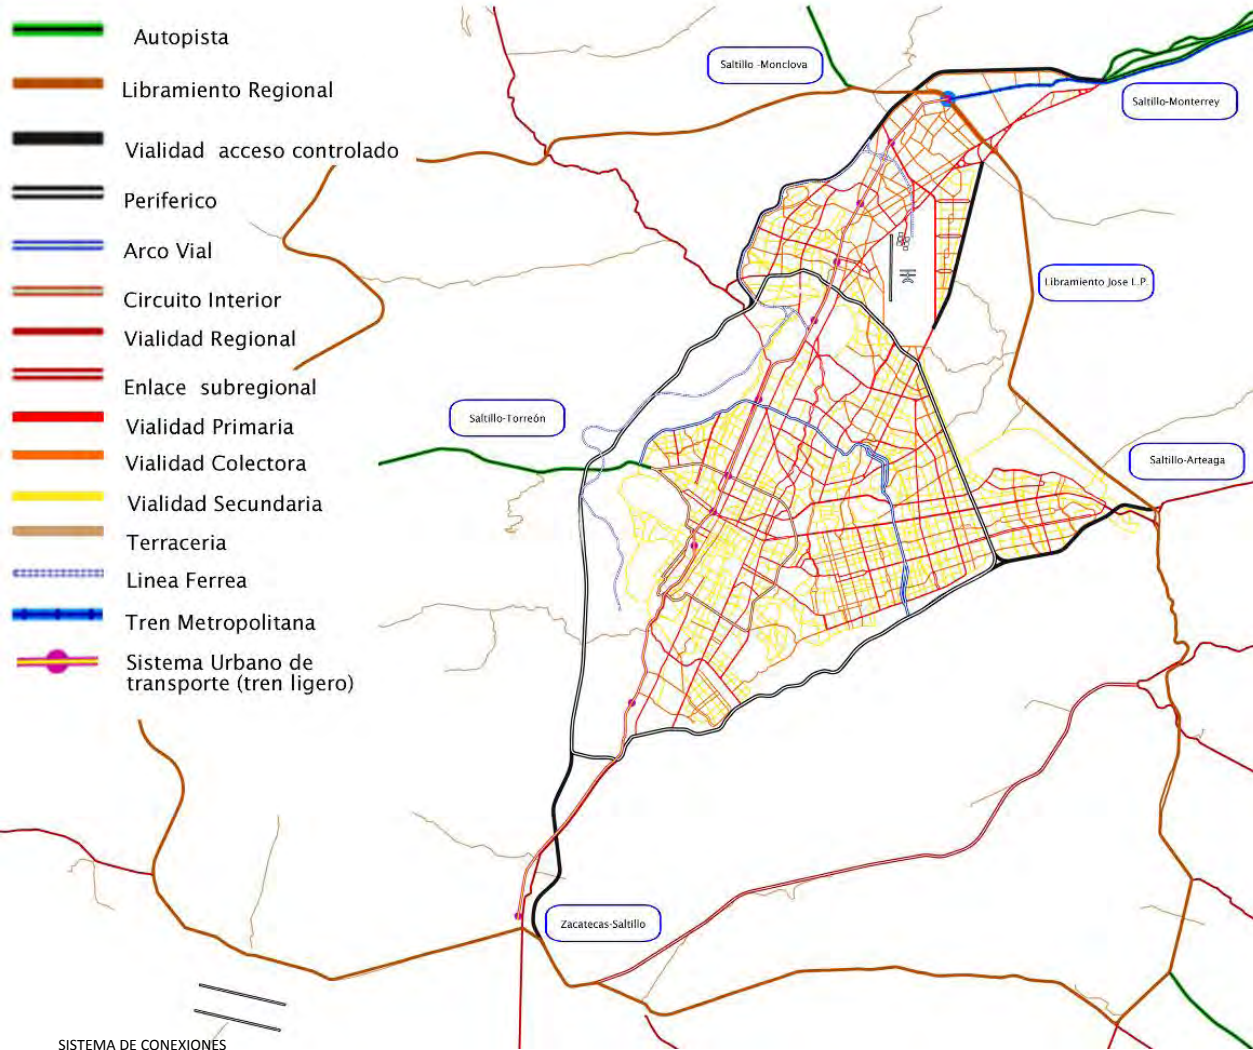 Autopista
Libramiento Regional
Vialidad acceso controlado
Periferico
Arco Vial
Circuito Interior
Vialidad Regional
Enlace subregional
Vialidad Primaria
Vialidad Colectora
Vialidad Secundaria
Terraceria
Linea Ferrea
Tren Metropolitana
Sistema Urbano de
transporte (tren ligero)
Saltillo -Monclova
Saltillo-Monterrey
Libramiento Jose L.P.
Saltillo-Torreón
Saltillo-Arteaga
Zacatecas-Saltillo
SISTEMA DE CONEXIONES